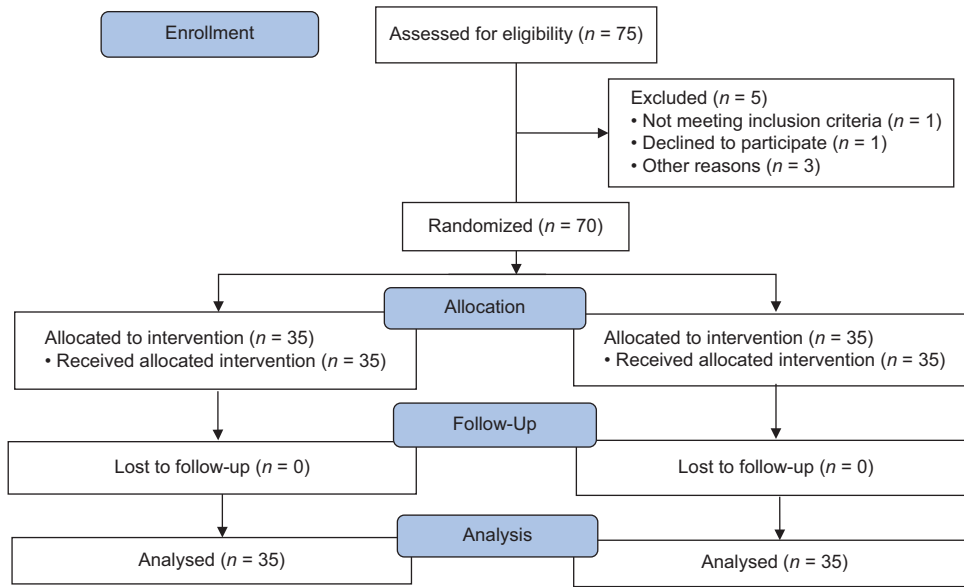 Enrollment
Assessed for eligibility (n = 75)
Excluded (n = 5)
• Not meeting inclusion criteria (n = 1)
• Declined to participate (n = 1)
• Other reasons (n = 3)
Randomized (n = 70)
Allocation
Allocated to intervention (n = 35)
• Received allocated intervention (n = 35)
Allocated to intervention (n = 35)
• Received allocated intervention (n = 35)
Follow-Up
Lost to follow-up (n = 0)
Lost to follow-up (n = 0)
Analysis
Analysed (n = 35)
Analysed (n = 35)